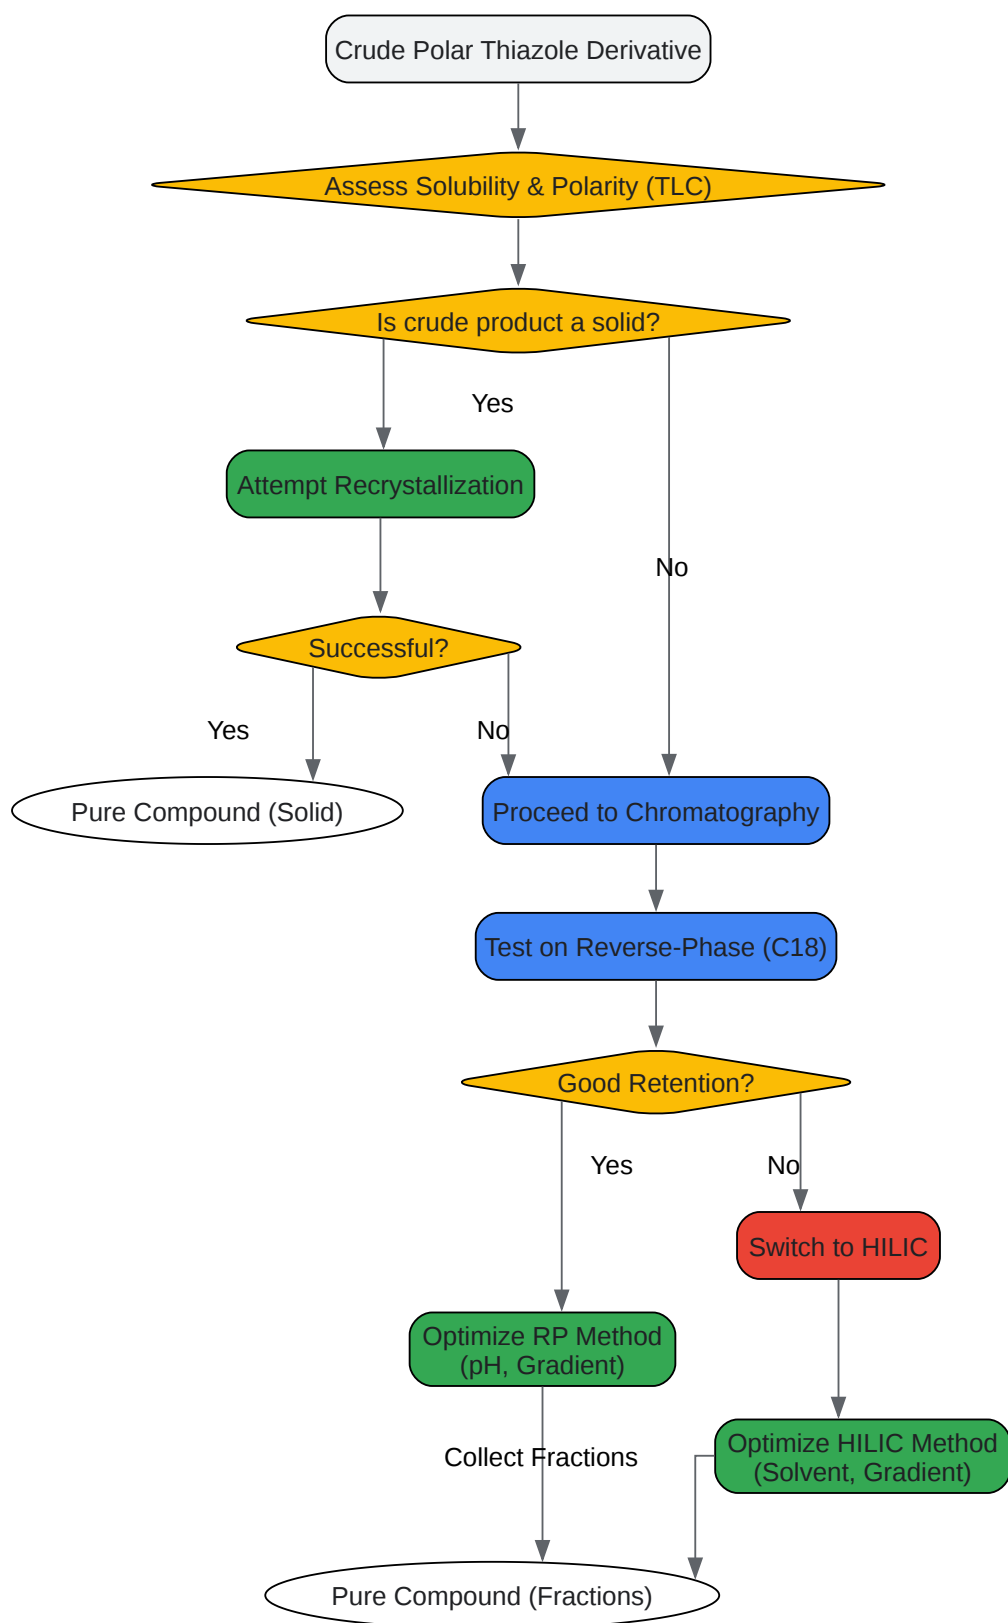 Crude Polar Thiazole Derivative
Assess Solubility & Polarity (TLC)
Is crude product a solid?
Yes
Attempt Recrystallization
No
Successful?
Yes
No
Pure Compound (Solid)
Proceed to Chromatography
Test on Reverse-Phase (C18)
Good Retention?
Yes
No
Switch to HILIC
Optimize RP Method
(pH, Gradient)
Collect Fractions
Optimize HILIC Method
(Solvent, Gradient)
Pure Compound (Fractions)